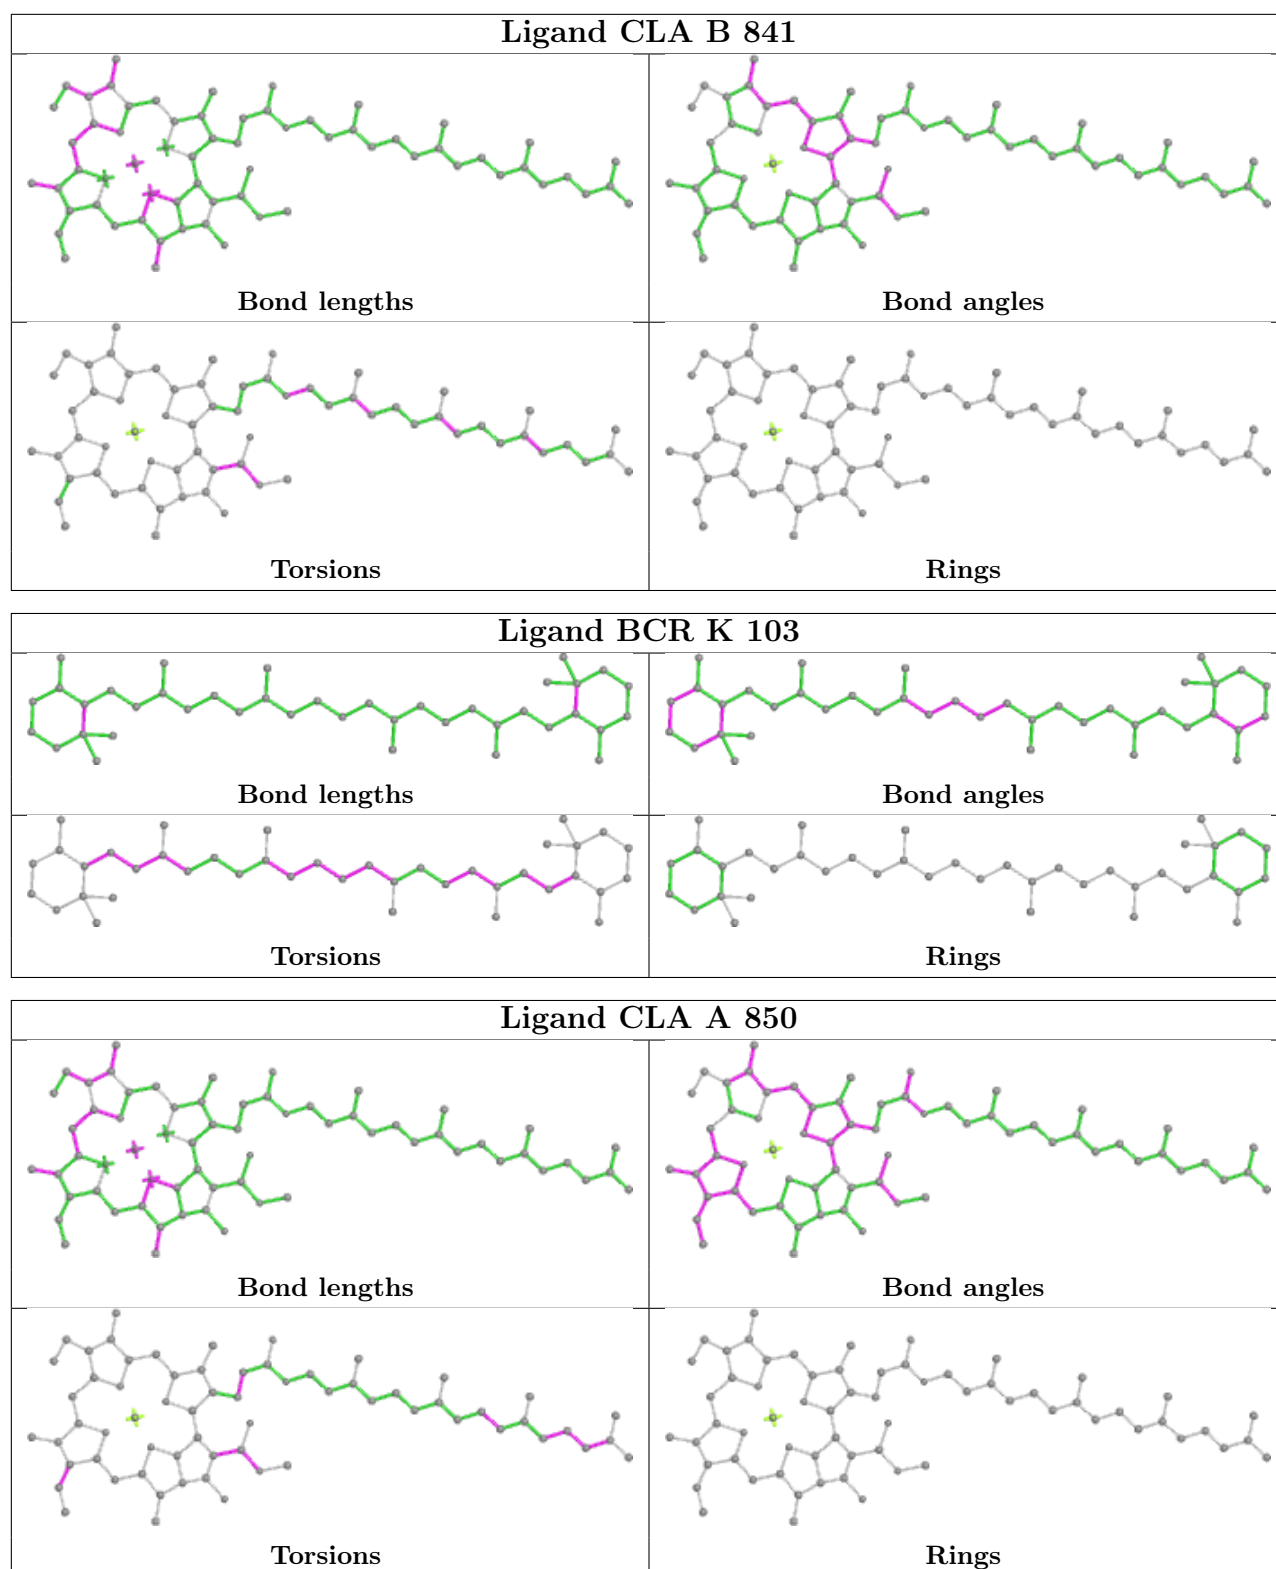 Ligand CLA B 841
Bond lengths
Bond angles
Torsions
Rings
Ligand BCR K 103
Bond lengths
Bond angles
Torsions
Rings
Ligand CLA A 850
Bond lengths
Bond angles
Torsions
Rings